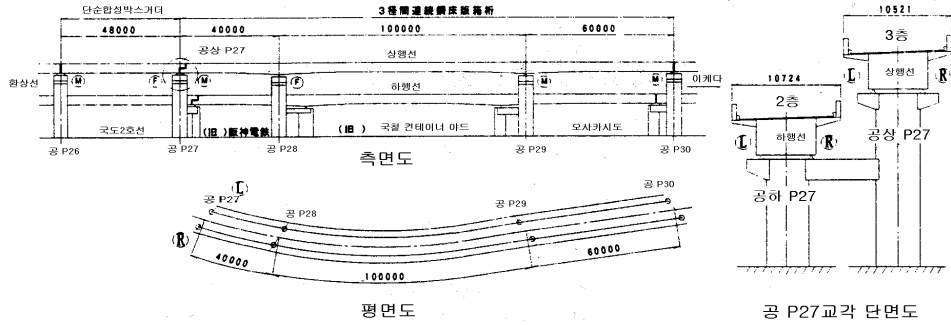 단순합성박스거더
3径間連続鋼床版箱桁
48000
40000
100000
60000
공상 P27
상행선
환상선
M
F
M
F
M
M
이케다
하행선
국도2호선
(旧)阪神電鉄
(旧)
국철 컨테이너 야드
오사카시도
공 P26
공 P27
공 P28
공 P29
공 P30
측면도
L
공 P27
공 P28
공 P29
공 P30
R
40000
100000
60000
평면도
10521
3층
L
상행선
R
10724
2층
L
하행선
R
공상 P27
공하 P27
공 P27교각 단면도